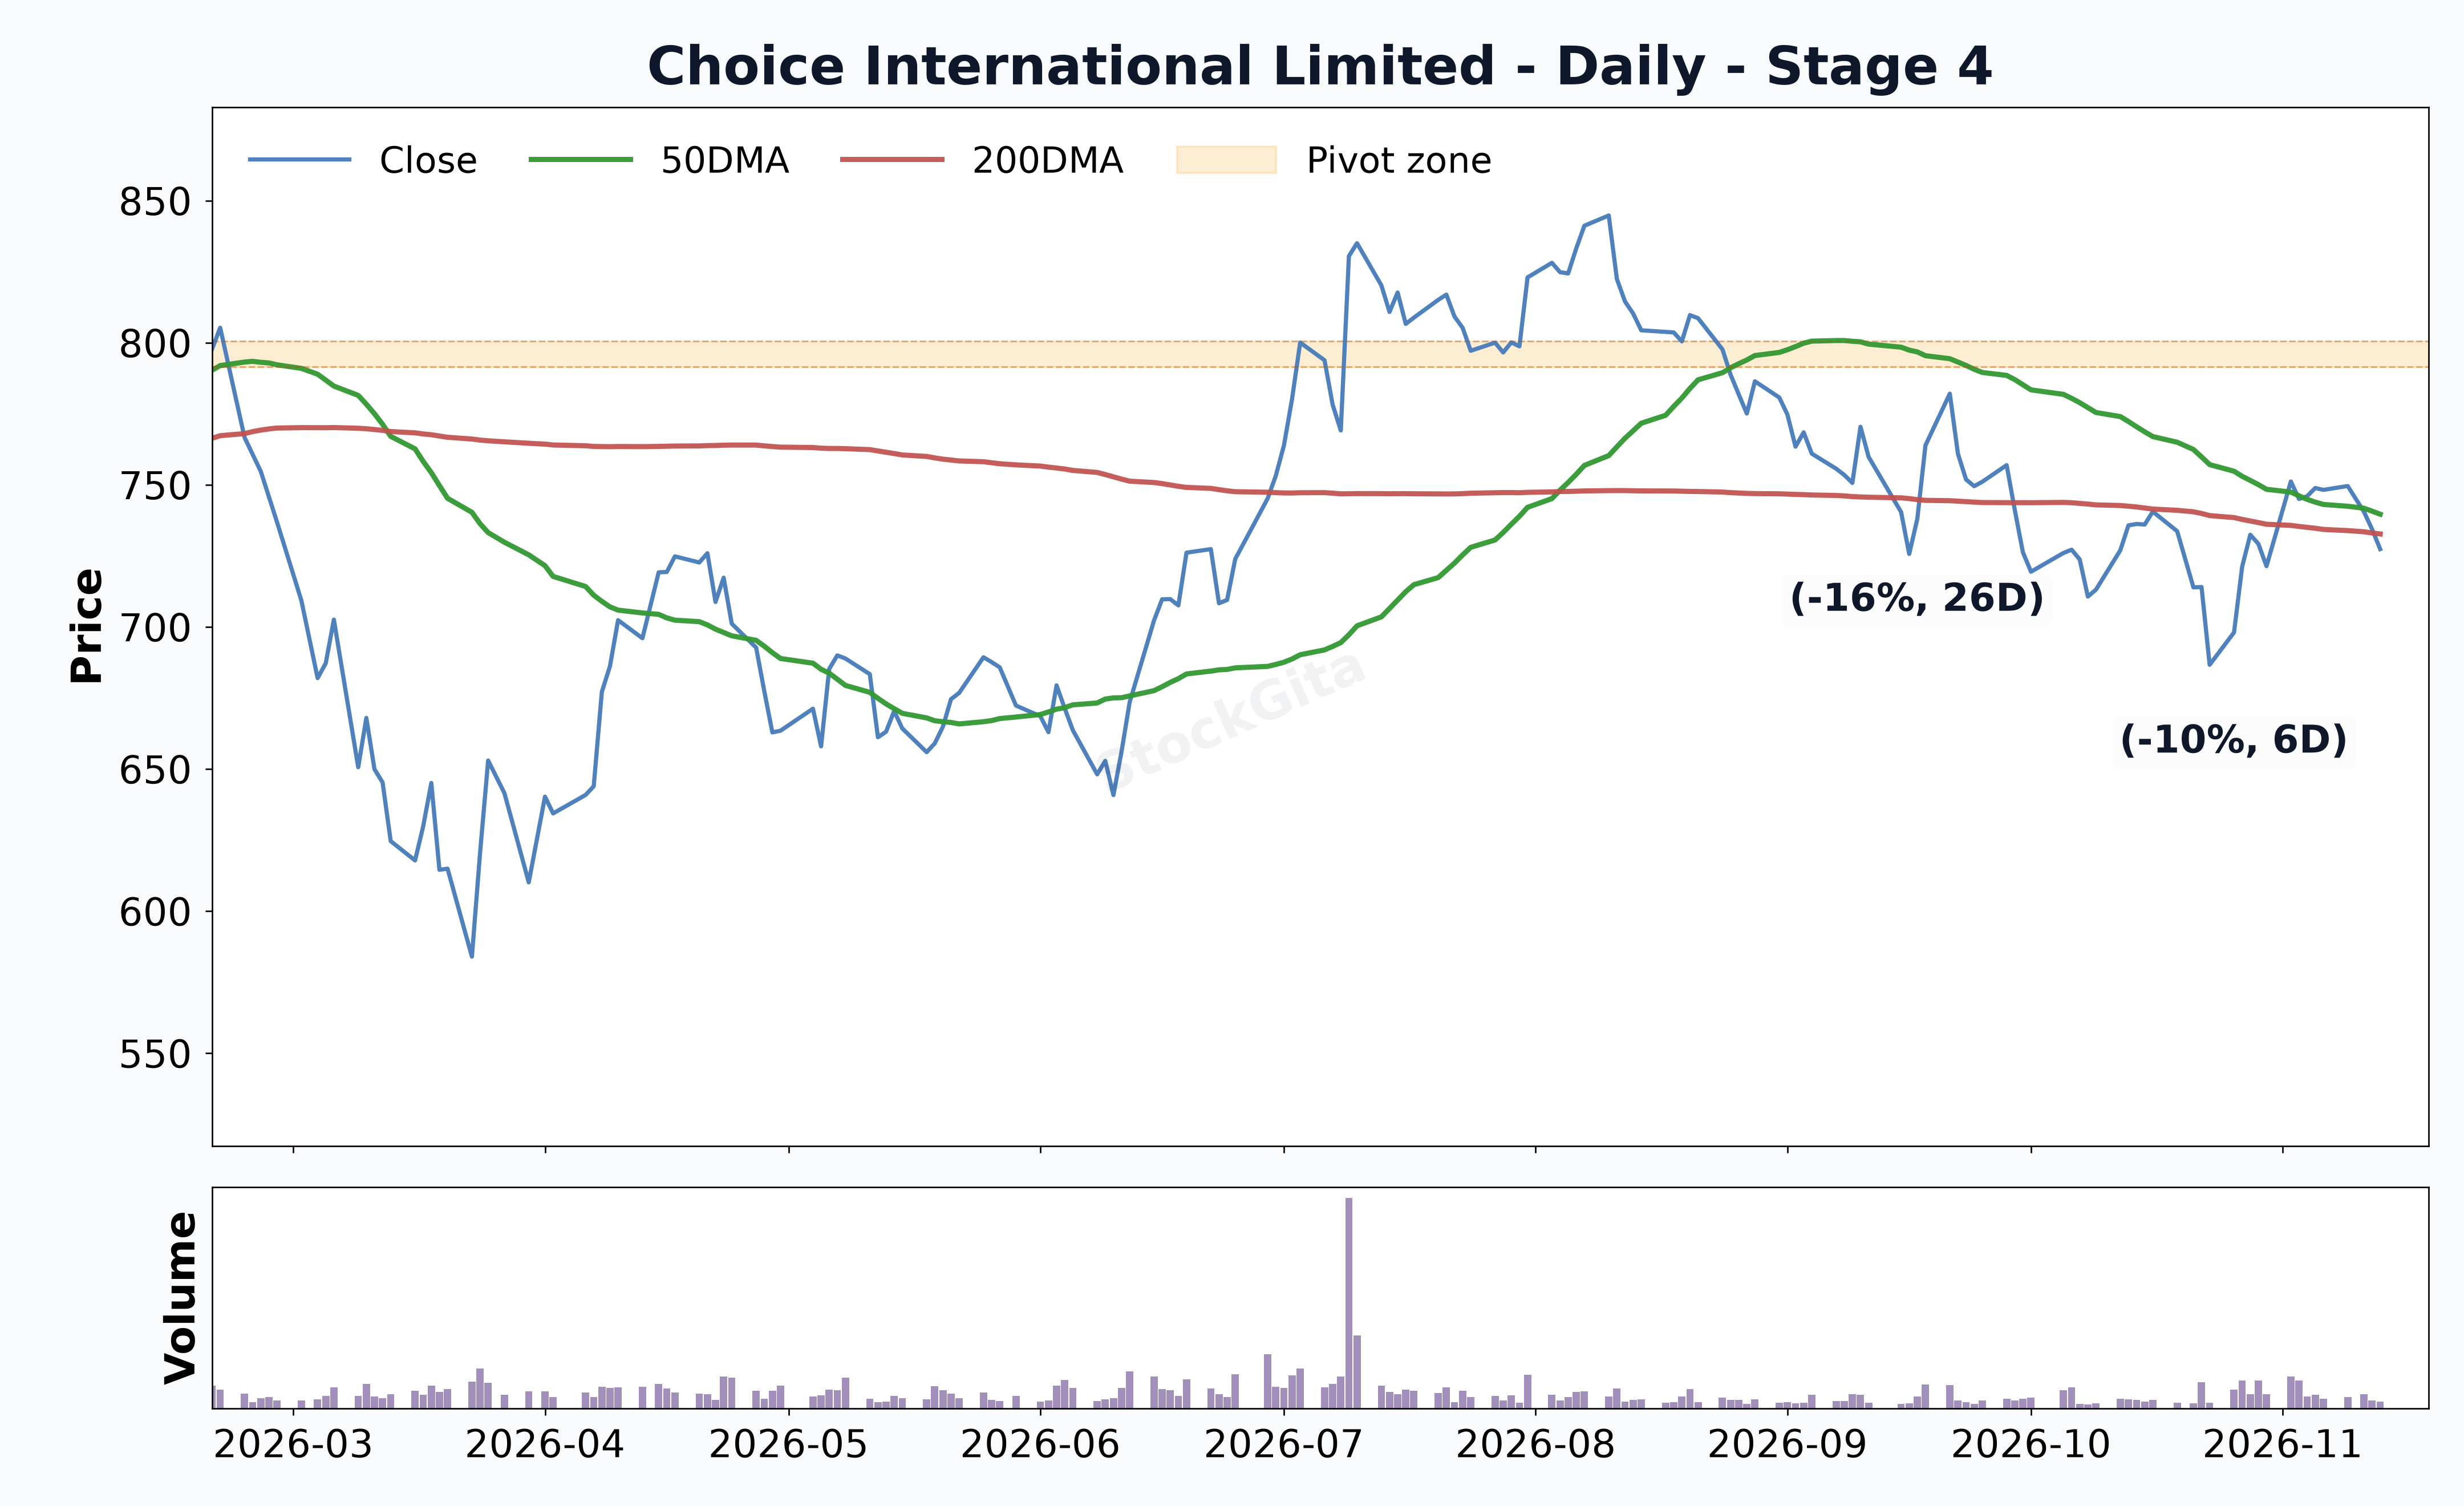 Choice International Limited - Daily - Stage 4
Close
50DMA
200DMA
Pivot zone
Price
850
800
750
700
650
600
550
(-16%, 26D)
(-10%, 6D)
StockGita
Volume
2026-03
2026-04
2026-05
2026-06
2026-07
2026-08
2026-09
2026-10
2026-11